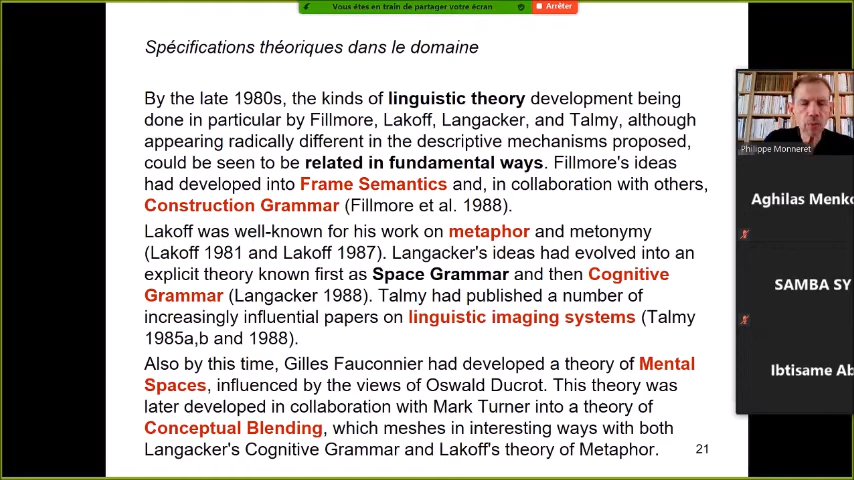 Vous êtes en train de partager votre écran
Arrêter
Spécifications théoriques dans le domaine
By the late 1980s, the kinds of linguistic theory development being
done in particular by Fillmore, Lakoff, Langacker, and Talmy, although
appearing radically different in the descriptive mechanisms proposed,
could be seen to be related in fundamental ways. Fillmore's ideas
had developed into Frame Semantics and, in collaboration with others,
Construction Grammar (Fillmore et al. 1988).
Lakoff was well-known for his work on metaphor and metonymy
(Lakoff 1981 and Lakoff 1987). Langacker's ideas had evolved into an
explicit theory known first as Space Grammar and then Cognitive
Grammar (Langacker 1988). Talmy had published a number of
increasingly influential papers on linguistic imaging systems (Talmy
1985a,b and 1988).
Also by this time, Gilles Fauconnier had developed a theory of Mental
Spaces, influenced by the views of Oswald Ducrot. This theory was
later developed in collaboration with Mark Turner into a theory of
Conceptual Blending, which meshes in interesting ways with both
Langacker's Cognitive Grammar and Lakoff's theory of Metaphor.
21
Philippe Monneret
Aghilas Menko
SAMBA SY
Ibtisame Ab